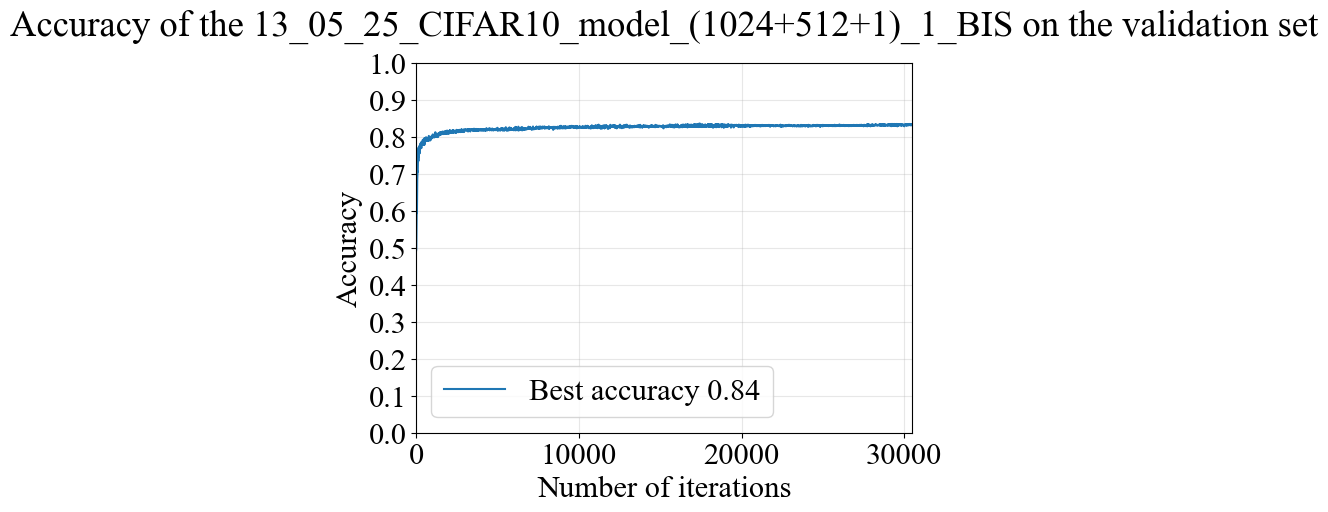 Accuracy of the 13_05_25_CIFAR10_model_(1024+512+1)_1_BIS on the validation set
1.0
0.9
0.8
0.7
0.6
0.5
0.4
0.3
0.2
0.1
0.0
Accuracy
Best accuracy 0.84
0 10000 20000 30000
Number of iterations